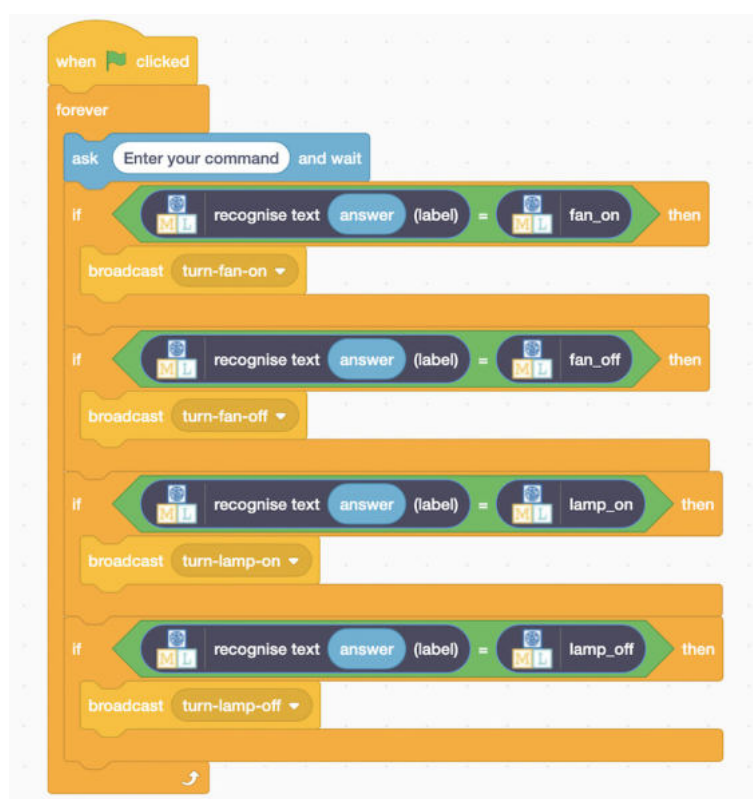 when clicked
forever
ask Enter your command and wait
if ML recognise text answer (label) = ML fan_on then
broadcast turn-fan-on
if ML recognise text answer (label) = ML fan_off then
broadcast turn-fan-off
if ML recognise text answer (label) = ML lamp_on then
broadcast turn-lamp-on
if ML recognise text answer (label) = ML lamp_off then
broadcast turn-lamp-off